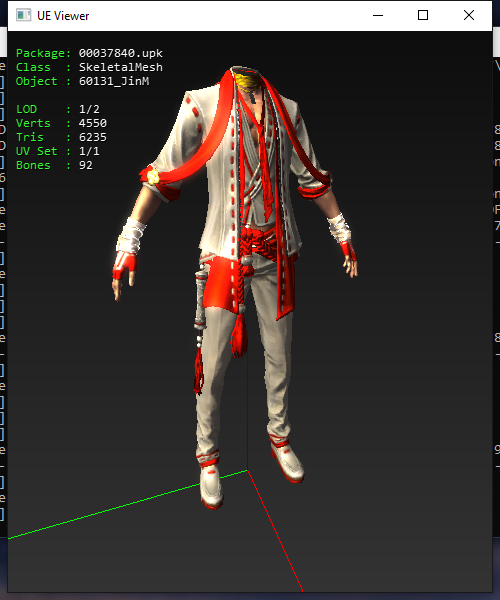 UE Viewer
Package: 00037840.upk
Class : SkeletalMesh
Object : 60131_JinM
LOD : 1/2
Verts : 4550
Tris : 6235
UV Set : 1/1
Bones : 92